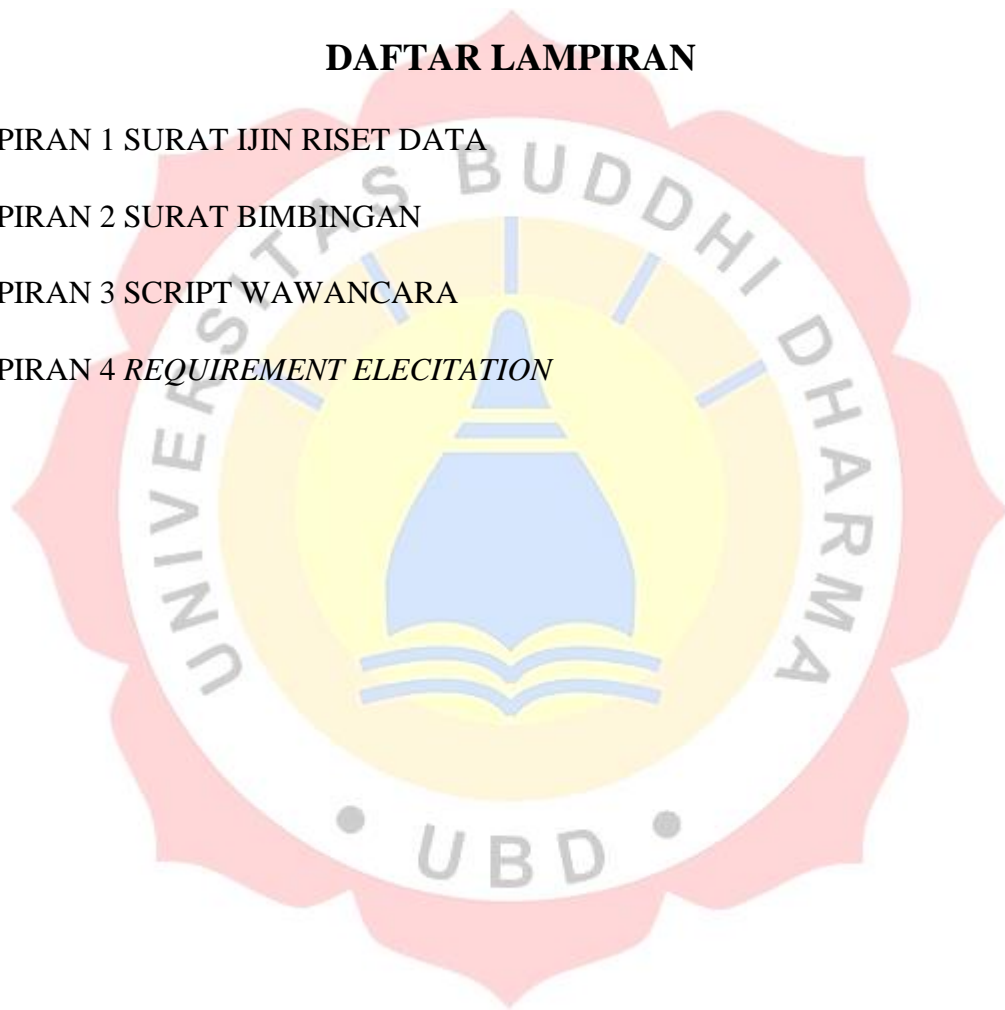 DAFTAR LAMPIRAN
PIRAN 1 SURAT IJIN RISET DATA
PIRAN 2 SURAT BIMBINGAN
PIRAN 3 SCRIPT WAWANCARA
PIRAN 4 REQUIREMENT ELECITATION
UNIVERSITAS BUDDHI DHARMA
• UBD •